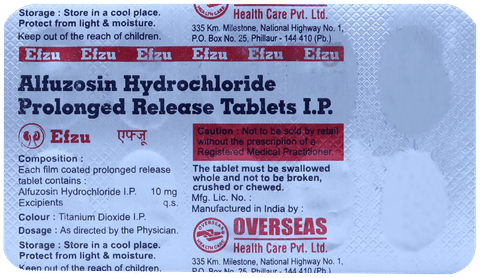 Storage : Store in a cool place.
Protect from light & moisture.
Keep out of the reach of children.
HEALTH CARE
Health Care Pvt. Ltd.
335 Km. Milestone, National Highway No. 1,
P.O. Box No. 25, Phillaur - 144 410 (Pb.)
Efzu Efzu Efzu Efzu Efzu Efzu
Alfuzosin Hydrochloride
Prolonged Release Tablets I.P.
Efzu एफ्जू
Composition :
Each film coated prolonged release
tablet contains :
Alfuzosin Hydrochloride I.P. 10 mg
Excipients q.s.
Colour : Titanium Dioxide I.P.
Dosage : As directed by the Physician.
Storage : Store in a cool place.
Protect from light & moisture.
Keep out of the reach of children.
Caution : Not to be sold by retail
without the prescription of a
Registered Medical Practitioner.
The tablet must be swallowed
whole and not to be broken,
crushed or chewed.
Mfg. Lic. No. :
Manufactured in India by :
OVERSEAS
HEALTH CARE
OVERSEAS
Health Care Pvt. Ltd.
335 Km. Milestone, National Highway No. 1,
P.O. Box No. 25, Phillaur - 144 410 (Pb.)